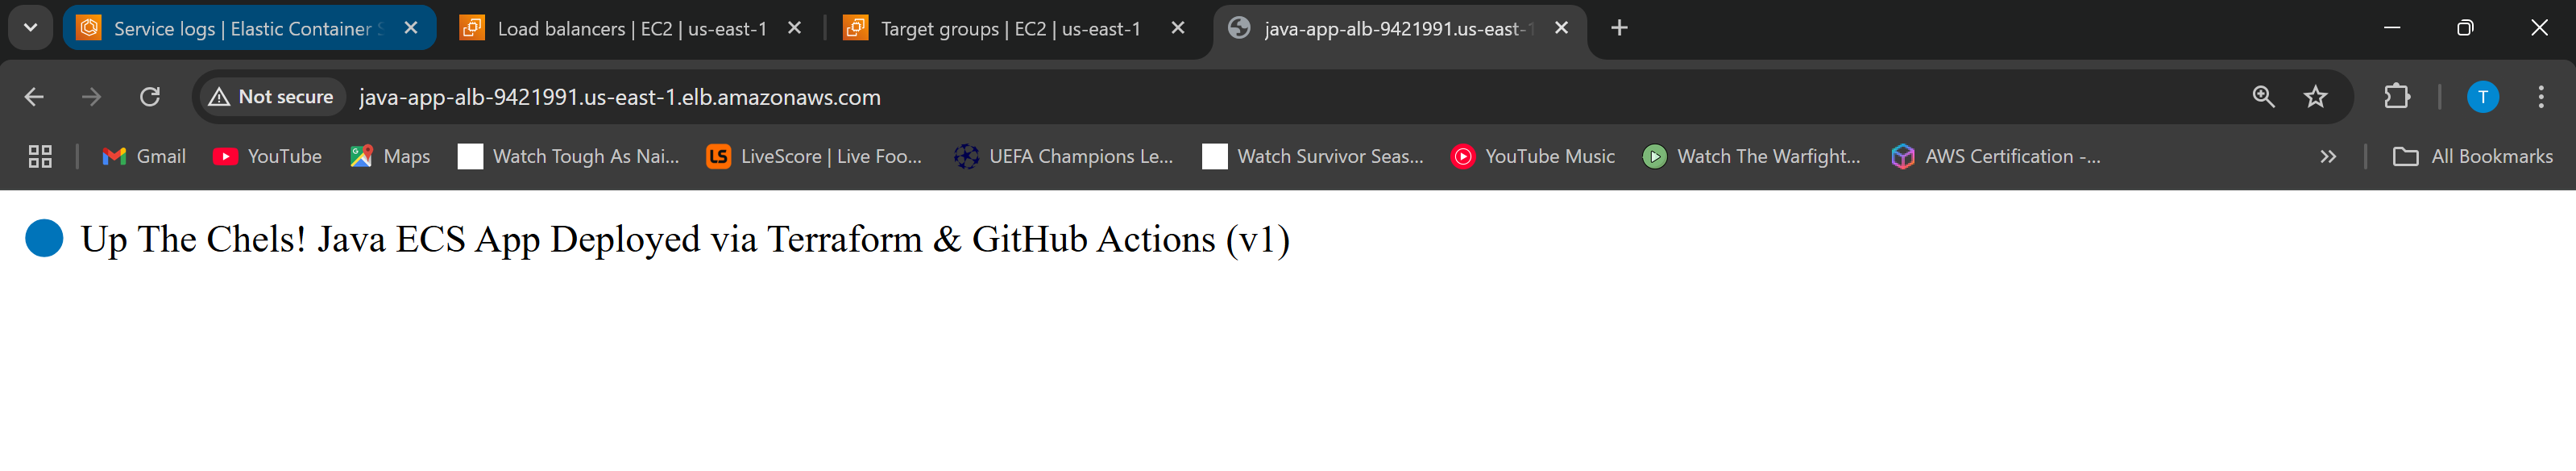 Service logs | Elastic Container S
Load balancers | EC2 | us-east-1
Target groups | EC2 | us-east-1
java-app-alb-9421991.us-east-1
Not secure
java-app-alb-9421991.us-east-1.elb.amazonaws.com
T
Gmail
YouTube
Maps
Watch Tough As Nai...
LS
LiveScore | Live Foo...
UEFA Champions Le...
Watch Survivor Seas...
YouTube Music
Watch The Warfight...
AWS Certification -...
All Bookmarks
Up The Chels! Java ECS App Deployed via Terraform & GitHub Actions (v1)